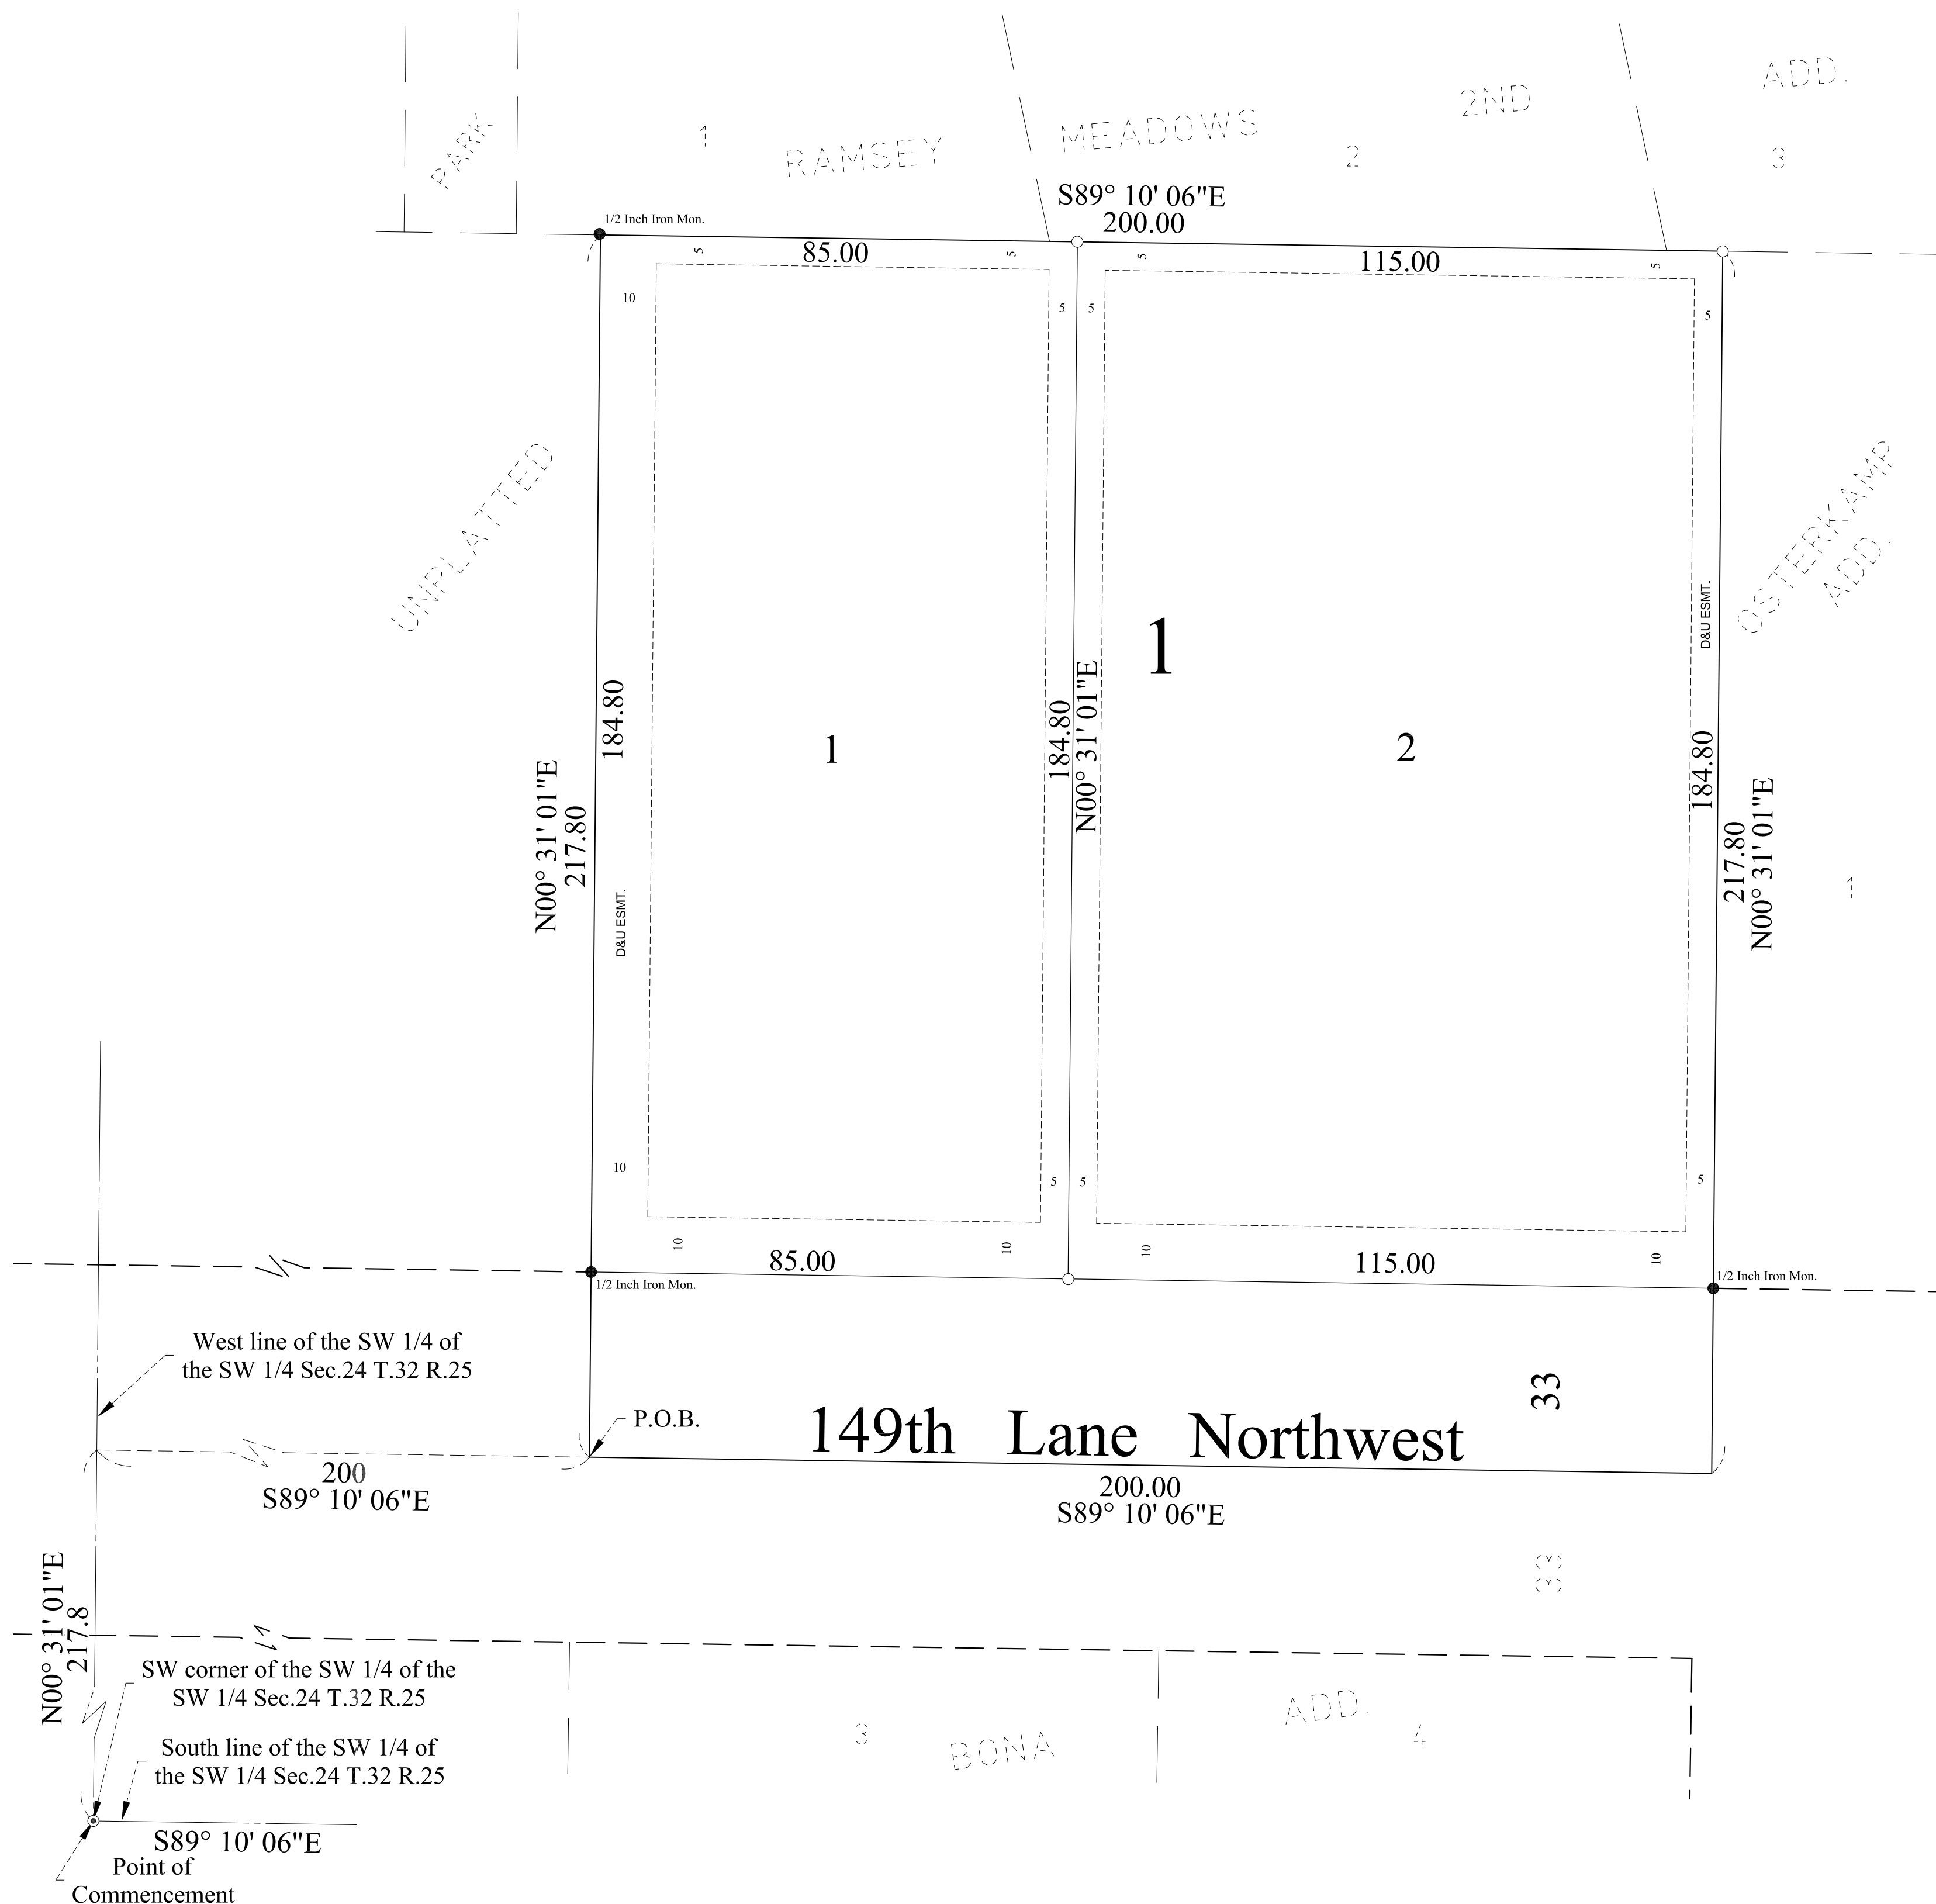 PARK
1
RAMSEY MEADOWS 2ND ADD.
2
3
S89° 10' 06"E
200.00
1/2 Inch Iron Mon.
5
85.00
5
5
115.00
5
10
5
5
5
UNPLATTED
OSTERKAMP
ADD.
D&U ESMT.
1
184.80
184.80
N00° 31' 01"E
184.80
1
2
N00° 31' 01"E
217.80
217.80
N00° 31' 01"E
1
D&U ESMT.
10
5
5
5
10
85.00
10
10
115.00
10
1/2 Inch Iron Mon.
1/2 Inch Iron Mon.
West line of the SW 1/4 of
the SW 1/4 Sec.24 T.32 R.25
33
P.O.B.
149th Lane Northwest
200
S89° 10' 06"E
200.00
S89° 10' 06"E
33
N00° 31' 01"E
217.8
SW corner of the SW 1/4 of the
SW 1/4 Sec.24 T.32 R.25
South line of the SW 1/4 of
the SW 1/4 Sec.24 T.32 R.25
3
BONA ADD.
4
S89° 10' 06"E
Point of
Commencement